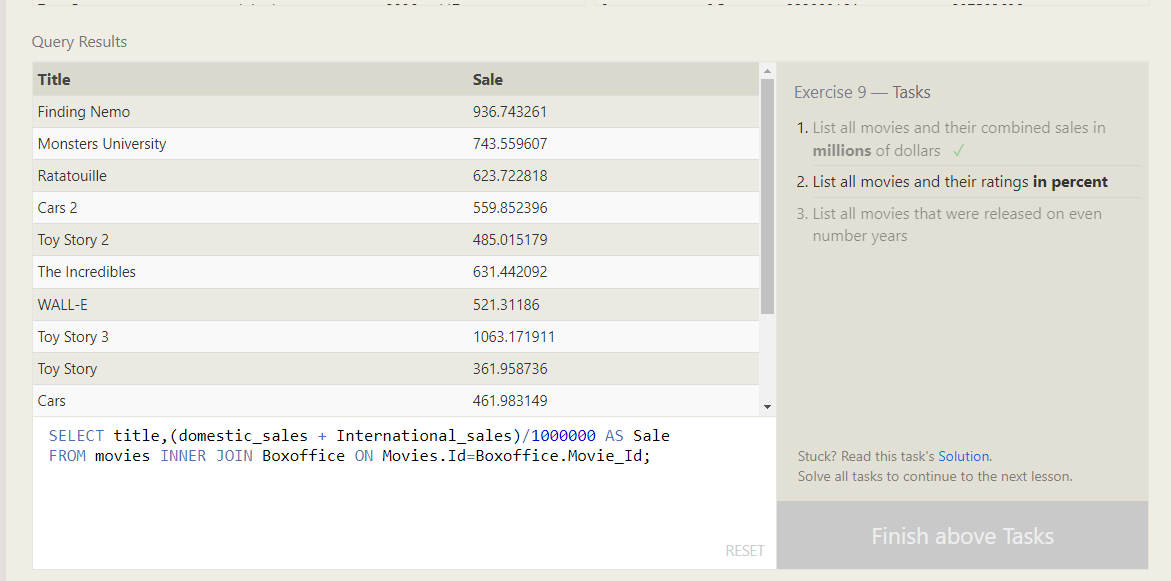 Query Results
Title Sale
Finding Nemo 936.743261
Monsters University 743.559607
Ratatouille 623.722818
Cars 2 559.852396
Toy Story 2 485.015179
The Incredibles 631.442092
WALL-E 521.31186
Toy Story 3 1063.171911
Toy Story 361.958736
Cars 461.983149
SELECT title,(domestic_sales + International_sales)/1000000 AS Sale
FROM movies INNER JOIN Boxoffice ON Movies.Id=Boxoffice.Movie_Id;
RESET
Exercise 9 — Tasks
1. List all movies and their combined sales in
millions of dollars ✓
2. List all movies and their ratings in percent
3. List all movies that were released on even
number years
Stuck? Read this task's Solution.
Solve all tasks to continue to the next lesson.
Finish above Tasks